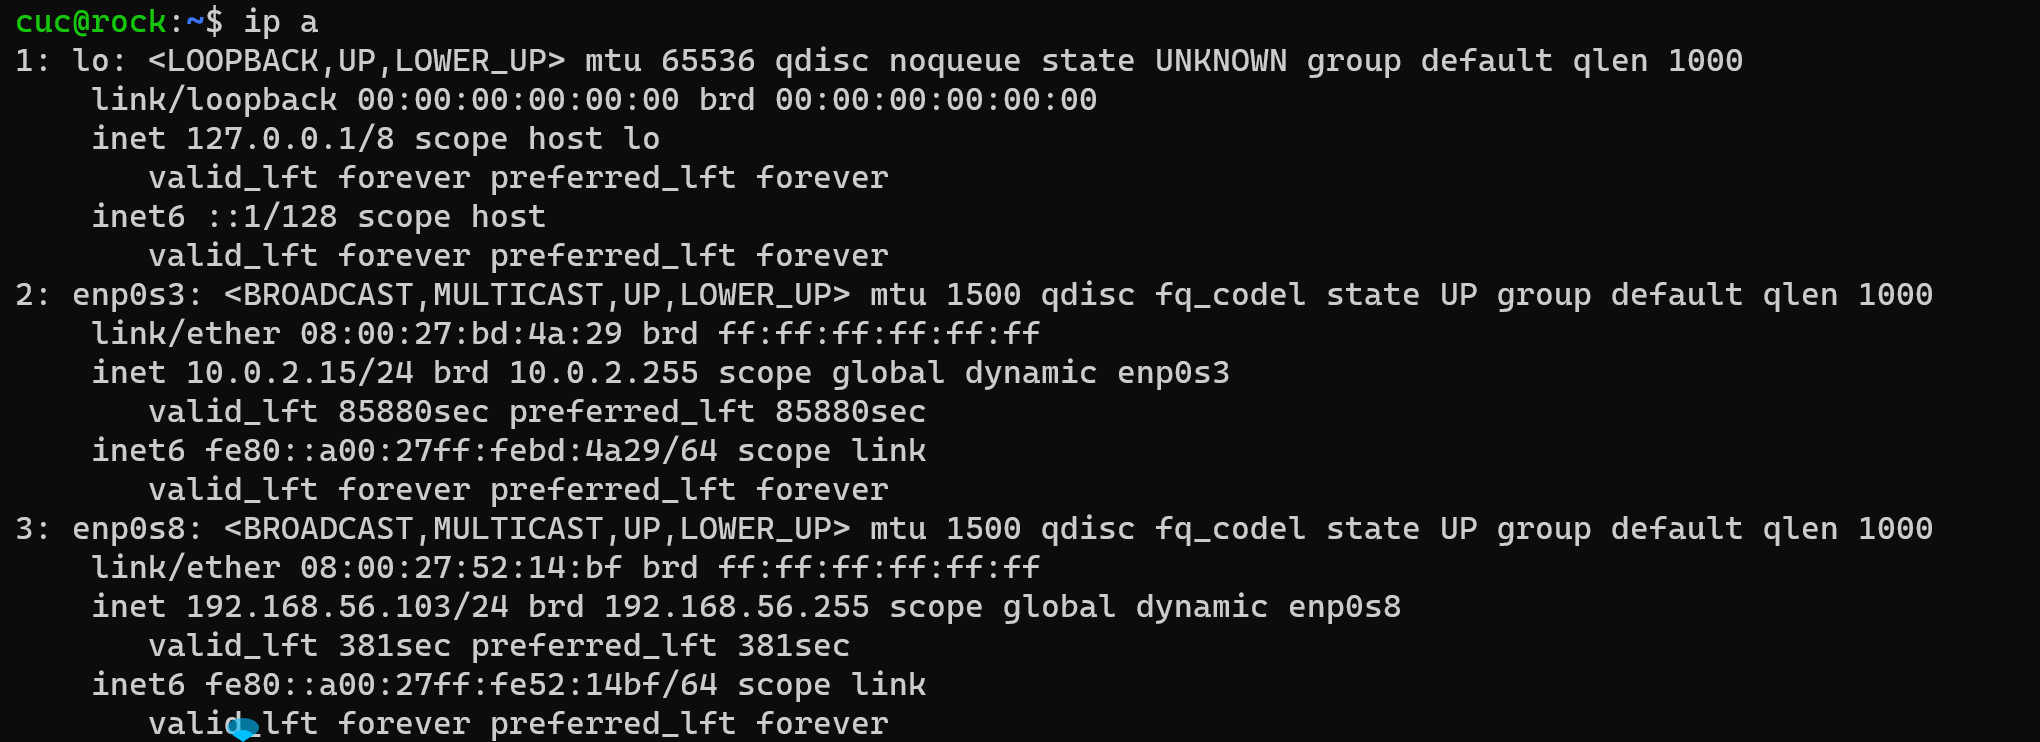 cuc@rock:~$ ip a
1: lo: <LOOPBACK,UP,LOWER_UP> mtu 65536 qdisc noqueue state UNKNOWN group default qlen 1000
    link/loopback 00:00:00:00:00:00 brd 00:00:00:00:00:00
    inet 127.0.0.1/8 scope host lo
       valid_lft forever preferred_lft forever
    inet6 ::1/128 scope host
       valid_lft forever preferred_lft forever
2: enp0s3: <BROADCAST,MULTICAST,UP,LOWER_UP> mtu 1500 qdisc fq_codel state UP group default qlen 1000
    link/ether 08:00:27:bd:4a:29 brd ff:ff:ff:ff:ff:ff
    inet 10.0.2.15/24 brd 10.0.2.255 scope global dynamic enp0s3
       valid_lft 85880sec preferred_lft 85880sec
    inet6 fe80::a00:27ff:febd:4a29/64 scope link
       valid_lft forever preferred_lft forever
3: enp0s8: <BROADCAST,MULTICAST,UP,LOWER_UP> mtu 1500 qdisc fq_codel state UP group default qlen 1000
    link/ether 08:00:27:52:14:bf brd ff:ff:ff:ff:ff:ff
    inet 192.168.56.103/24 brd 192.168.56.255 scope global dynamic enp0s8
       valid_lft 381sec preferred_lft 381sec
    inet6 fe80::a00:27ff:fe52:14bf/64 scope link
       valid_lft forever preferred_lft forever